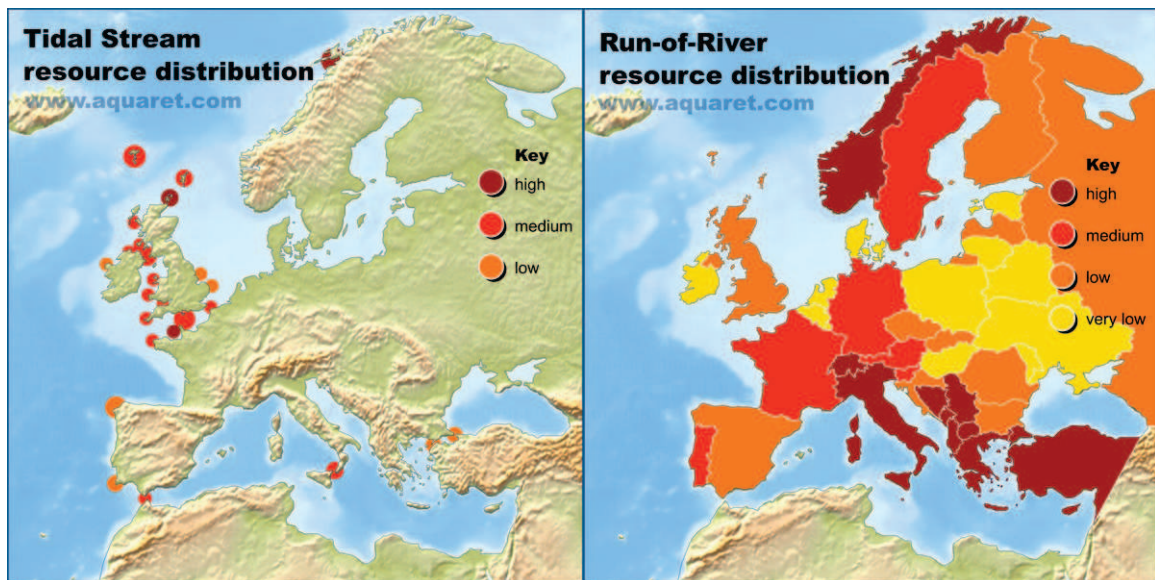 Tidal Stream
resource distribution
www.aquaret.com
Key
high
medium
low
Run-of-River
resource distribution
www.aquaret.com
Key
high
medium
low
very low